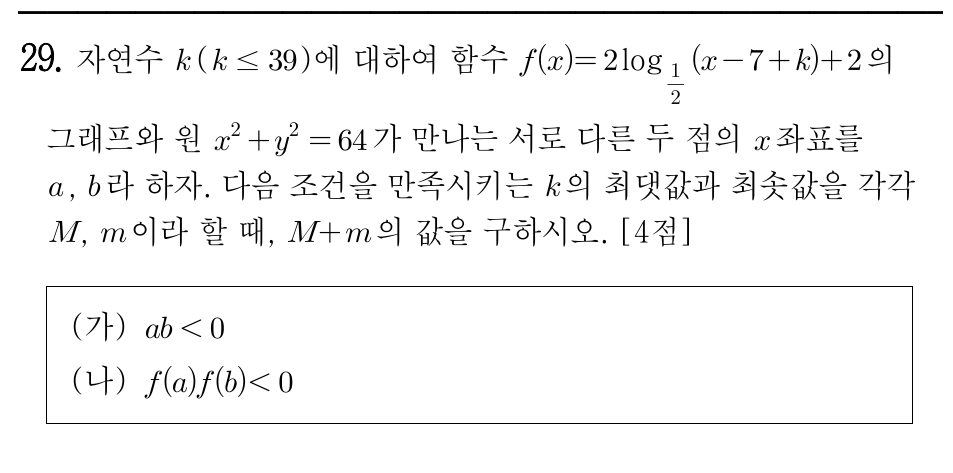 29. 자연수 k(k ≤ 39)에 대하여 함수 f(x)=2log_{1/2}(x−7+k)+2의
그래프와 원 x²+y²=64가 만나는 서로 다른 두 점의 x좌표를
a, b라 하자. 다음 조건을 만족시키는 k의 최댓값과 최솟값을 각각
M, m이라 할 때, M+m의 값을 구하시오. [4점]
(가) ab<0
(나) f(a)f(b)<0